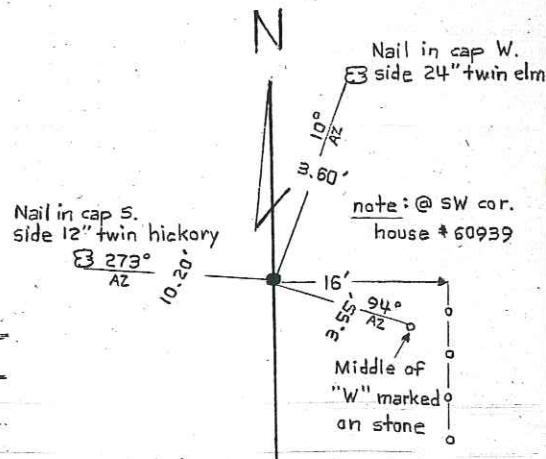 N
Nail in cap W.
side 24" twin elm
10°
AZ
3.60'
note: @ SW cor.
house # 60939
Nail in cap S.
side 12" twin hickory
273°
AZ
10.20'
16'
94°
AZ
3.55'
Middle of
"W" marked
on stone